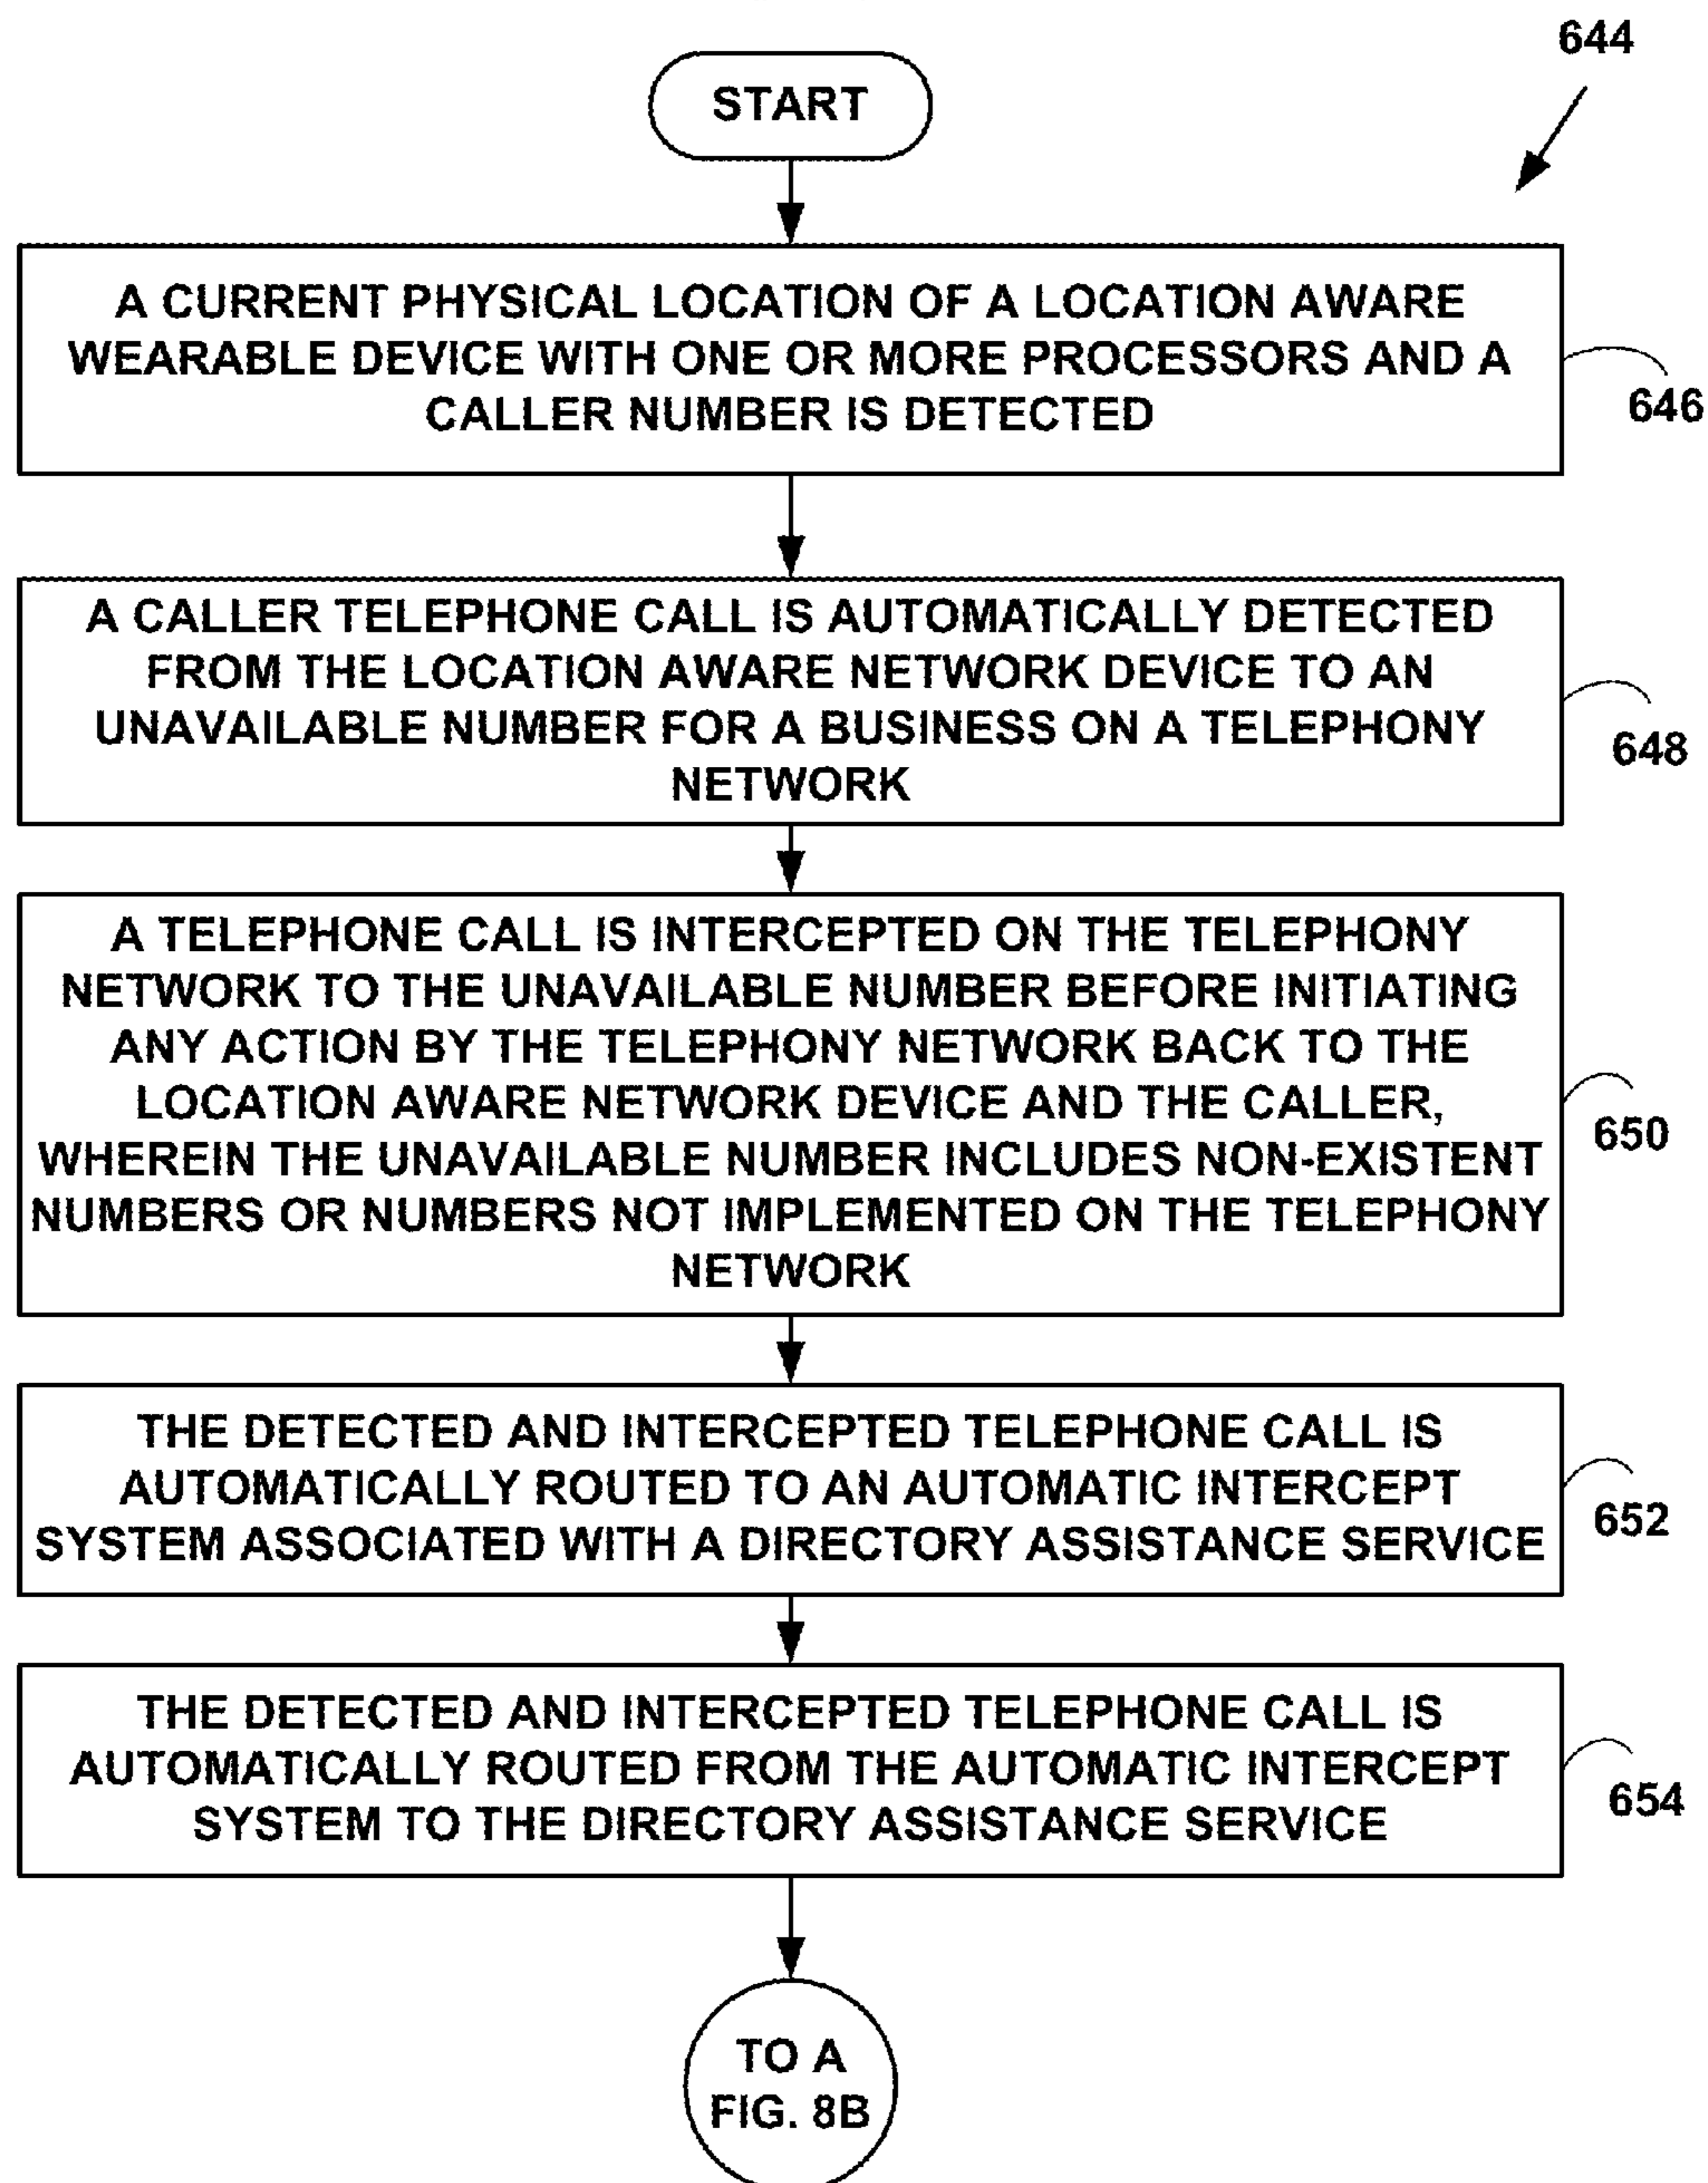 644
START
A CURRENT PHYSICAL LOCATION OF A LOCATION AWARE
WEARABLE DEVICE WITH ONE OR MORE PROCESSORS AND A
CALLER NUMBER IS DETECTED
646
A CALLER TELEPHONE CALL IS AUTOMATICALLY DETECTED
FROM THE LOCATION AWARE NETWORK DEVICE TO AN
UNAVAILABLE NUMBER FOR A BUSINESS ON A TELEPHONY
NETWORK
648
A TELEPHONE CALL IS INTERCEPTED ON THE TELEPHONY
NETWORK TO THE UNAVAILABLE NUMBER BEFORE INITIATING
ANY ACTION BY THE TELEPHONY NETWORK BACK TO THE
LOCATION AWARE NETWORK DEVICE AND THE CALLER,
WHEREIN THE UNAVAILABLE NUMBER INCLUDES NON-EXISTENT
NUMBERS OR NUMBERS NOT IMPLEMENTED ON THE TELEPHONY
NETWORK
650
THE DETECTED AND INTERCEPTED TELEPHONE CALL IS
AUTOMATICALLY ROUTED TO AN AUTOMATIC INTERCEPT
SYSTEM ASSOCIATED WITH A DIRECTORY ASSISTANCE SERVICE
652
THE DETECTED AND INTERCEPTED TELEPHONE CALL IS
AUTOMATICALLY ROUTED FROM THE AUTOMATIC INTERCEPT
SYSTEM TO THE DIRECTORY ASSISTANCE SERVICE
654
TO A
FIG. 8B